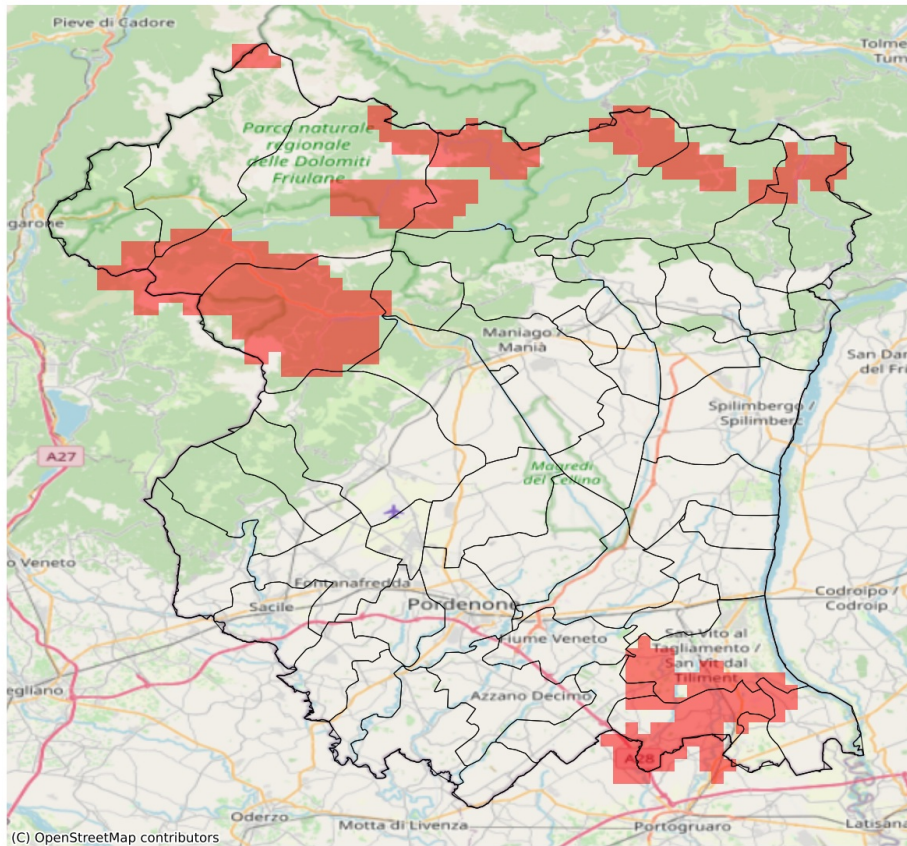 Pieve di Cadore
Tolme
Tum
Parco naturale
regionale
delle Dolomiti
Friulane
garone
Maniago /
Manià
San Da
del Fri
Spilimbergo /
Spilimberc
A27
Magredi
del Cellina
o Veneto
Fontanafredda
Codroipo /
Codroip
Sacile
Pordenone
Fiume Veneto
San Vito al
Tagliamento /
San Vit dal
Tiliment
egliano
Azzano Decimo
A28
Oderzo
Motta di Livenza
Portogruaro
Latisana
(C) OpenStreetMap contributors